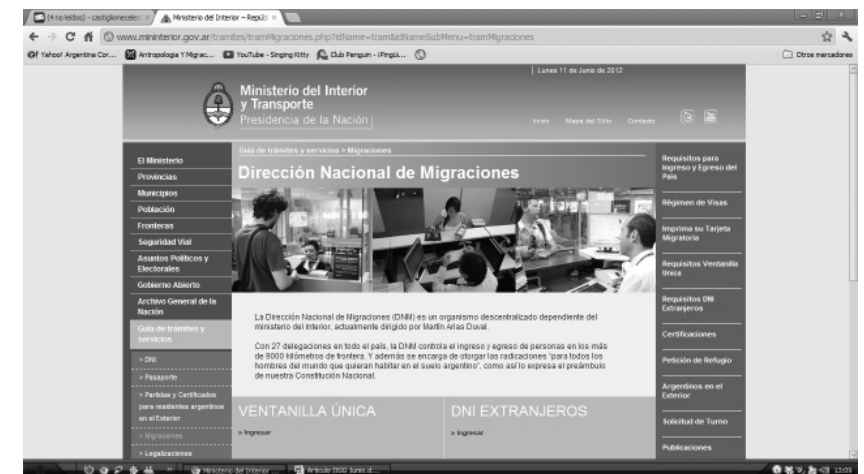 (4 no leídos) - castiglionecele
Ministerio del Interior – Repúbl
www.mininterior.gov.ar/tramites/tramMigraciones.php?idName=tram&idNameSubMenu=tramMigraciones
Yahoo! Argentina Cor...
Antropologia Y Migrac...
YouTube - Singing Kitty
Club Penguin - ¡Pingü...
Otros marcadores
| Lunes 11 de Junio de 2012
Ministerio del Interior
y Transporte
Presidencia de la Nación
Inicio
Mapa del Sitio
Contacto
El Ministerio
Provincias
Municipios
Población
Fronteras
Seguridad Vial
Asuntos Políticos y
Electorales
Gobierno Abierto
Archivo General de la
Nación
Guía de trámites y
servicios
> DNI
> Pasaporte
> Partidas y Certificados
para residentes argentinos
en el Exterior
> Migraciones
> Legalizaciones
Guía de trámites y servicios > Migraciones
Dirección Nacional de Migraciones
La Dirección Nacional de Migraciones (DNM) es un organismo descentralizado dependiente del
ministerio del Interior, actualmente dirigido por Martín Arias Duval.
Con 27 delegaciones en todo el país, la DNM controla el ingreso y egreso de personas en los más
de 9000 kilómetros de frontera. Y además se encarga de otorgar las radicaciones "para todos los
hombres del mundo que quieran habitar en el suelo argentino", como así lo expresa el preámbulo
de nuestra Constitución Nacional.
VENTANILLA ÚNICA
» Ingresar
DNI EXTRANJEROS
» Ingresar
Requisitos para
Ingreso y Egreso del
País
Régimen de Visas
Imprima su Tarjeta
Migratoria
Requisitos Ventanilla
Unica
Requisitos DNI
Extranjeros
Certificaciones
Petición de Refugio
Argentinos en el
Exterior
Solicitud de Turno
Publicaciones
Ministerio del Interior ...
Articulo DSG Junio.d...
13:09